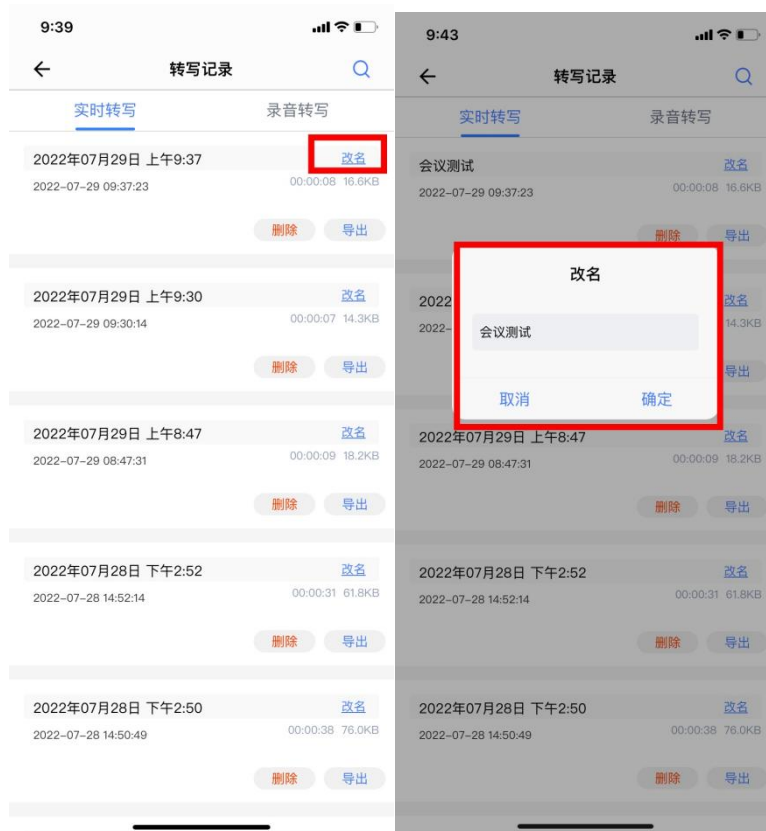 9:39
转写记录
实时转写 录音转写
2022年07月29日 上午9:37 改名
2022-07-29 09:37:23 00:00:08 16.6KB
删除 导出
2022年07月29日 上午9:30 改名
2022-07-29 09:30:14 00:00:07 14.3KB
删除 导出
2022年07月29日 上午8:47 改名
2022-07-29 08:47:31 00:00:09 18.2KB
删除 导出
2022年07月28日 下午2:52 改名
2022-07-28 14:52:14 00:00:31 61.8KB
删除 导出
2022年07月28日 下午2:50 改名
2022-07-28 14:50:49 00:00:38 76.0KB
删除 导出
9:43
转写记录
实时转写 录音转写
会议测试 改名
2022-07-29 09:37:23 00:00:08 16.6KB
删除 导出
改名
2022 改名
2022- 14.3KB
会议测试
导出
取消 确定
2022年07月29日 上午8:47 改名
2022-07-29 08:47:31 00:00:09 18.2KB
删除 导出
2022年07月28日 下午2:52 改名
2022-07-28 14:52:14 00:00:31 61.8KB
删除 导出
2022年07月28日 下午2:50 改名
2022-07-28 14:50:49 00:00:38 76.0KB
删除 导出